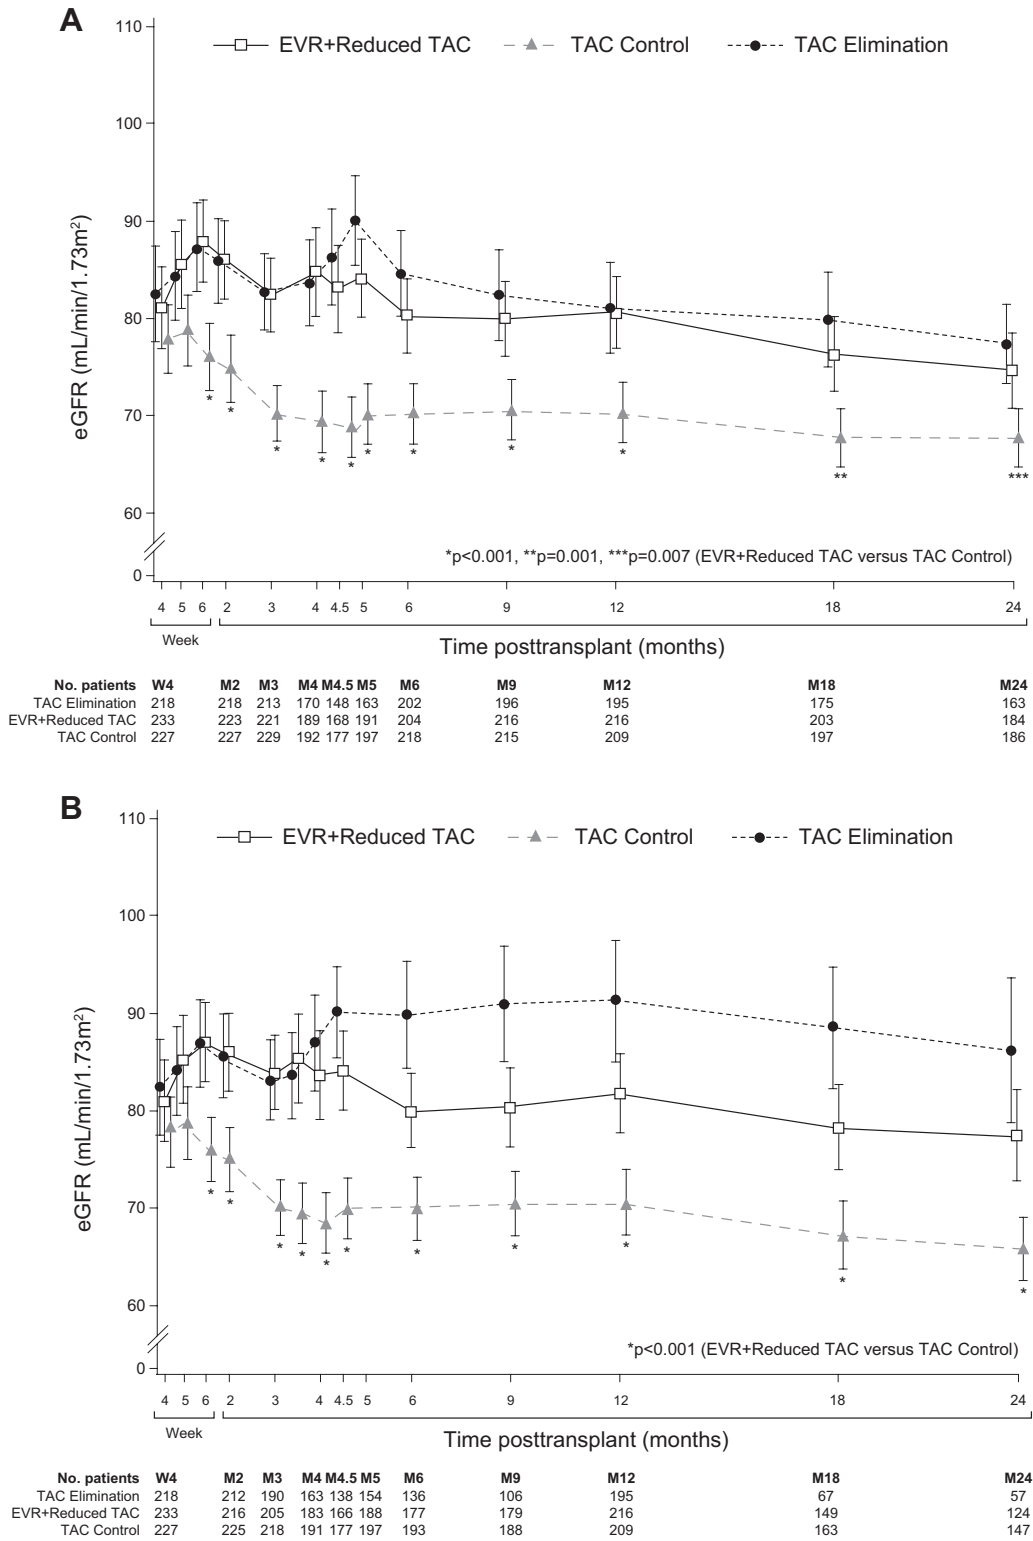 A
EVR+Reduced TAC TAC Control TAC Elimination
110
100
90
80
70
60
0
eGFR (mL/min/1.73m²)
* * * * * * * * * ** ***
*p<0.001, **p=0.001, ***p=0.007 (EVR+Reduced TAC versus TAC Control)
4 5 6 2 3 4 4.5 5 6 9 12 18 24
Week
Time posttransplant (months)
No. patients W4 M2 M3 M4 M4.5 M5 M6 M9 M12 M18 M24
TAC Elimination 218 218 213 170 148 163 202 196 195 175 163
EVR+Reduced TAC 233 223 221 189 168 191 204 216 216 203 184
TAC Control 227 227 229 192 177 197 218 215 209 197 186
B
EVR+Reduced TAC TAC Control TAC Elimination
110
100
90
80
70
60
0
eGFR (mL/min/1.73m²)
* * * * * * * * * * *
*p<0.001 (EVR+Reduced TAC versus TAC Control)
4 5 6 2 3 4 4.5 5 6 9 12 18 24
Week
Time posttransplant (months)
No. patients W4 M2 M3 M4 M4.5 M5 M6 M9 M12 M18 M24
TAC Elimination 218 212 190 163 138 154 136 106 195 67 57
EVR+Reduced TAC 233 216 205 183 166 188 177 179 216 149 124
TAC Control 227 225 218 191 177 197 193 188 209 163 147